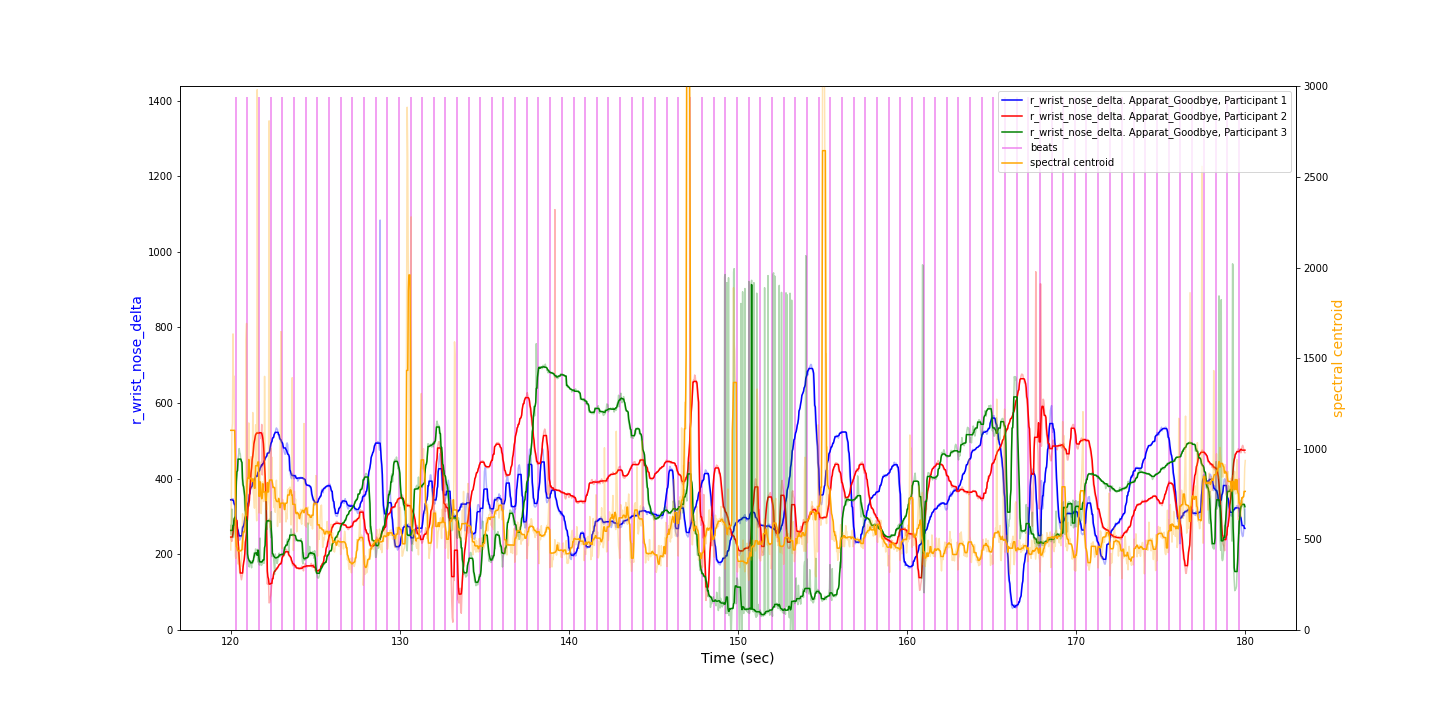 1400
1200
1000
800
600
400
200
0
r_wrist_nose_delta
3000
2500
2000
1500
1000
500
0
spectral centroid
r_wrist_nose_delta. Apparat_Goodbye, Participant 1
r_wrist_nose_delta. Apparat_Goodbye, Participant 2
r_wrist_nose_delta. Apparat_Goodbye, Participant 3
beats
spectral centroid
120 130 140 150 160 170 180
Time (sec)